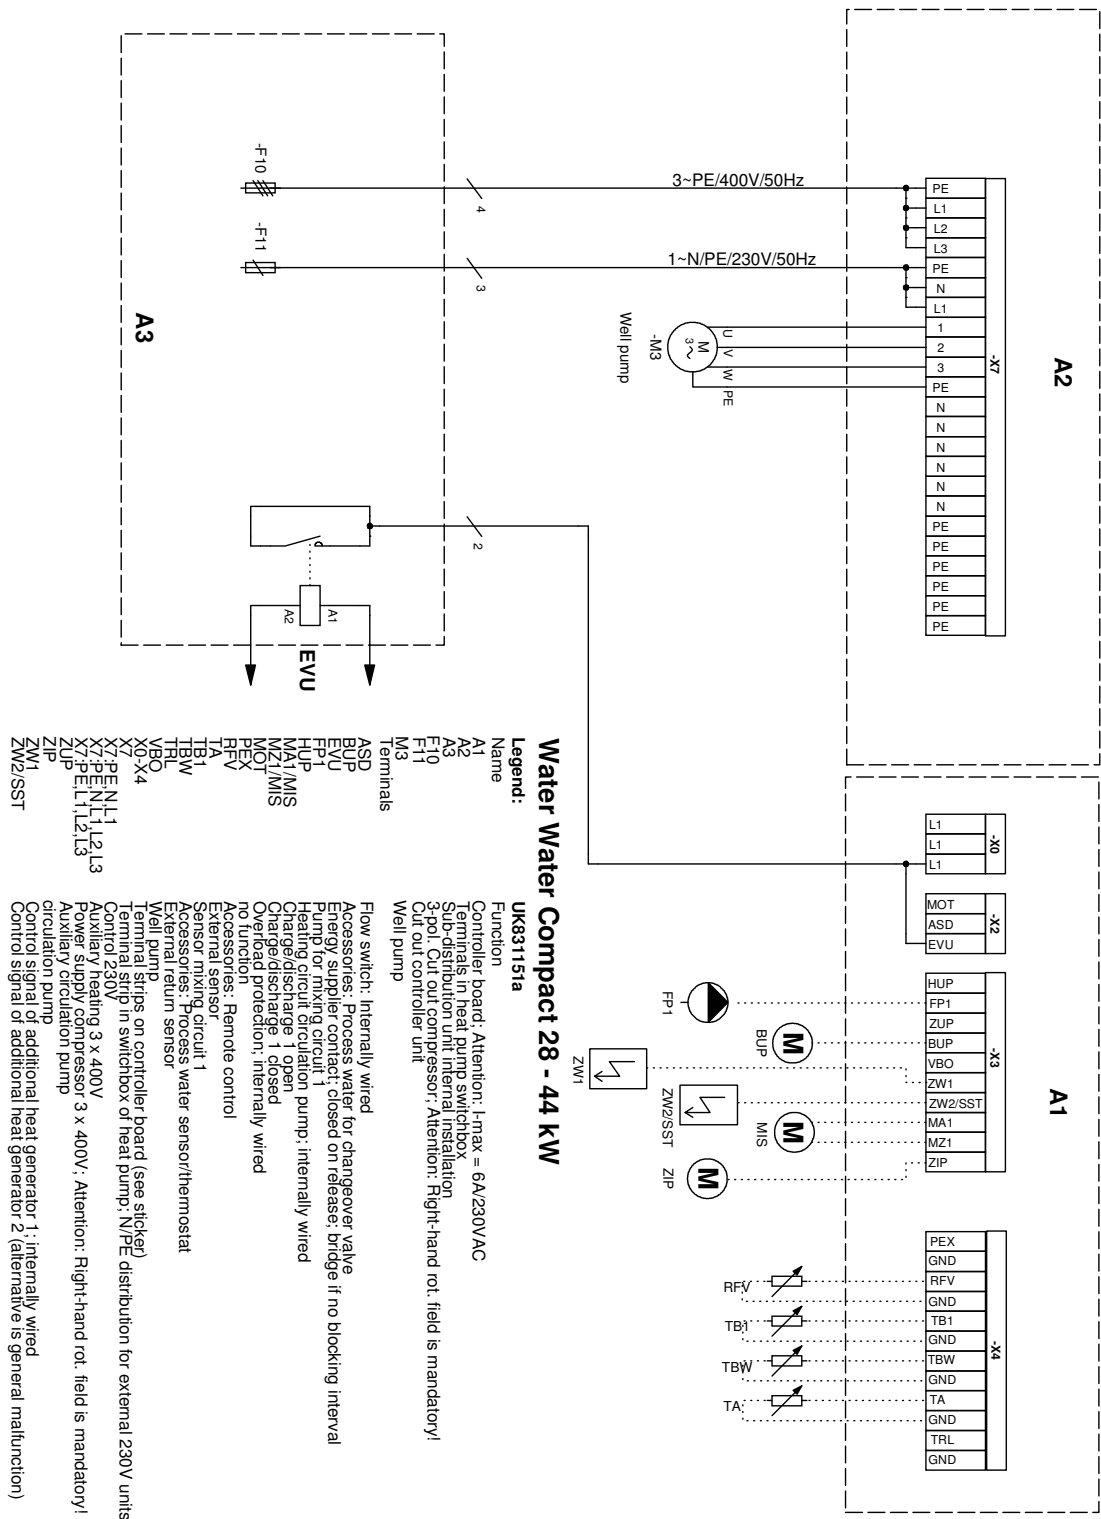 A2
-X7
PE
L1
L2
L3
PE
N
L1
1
2
3
PE
N
N
N
N
N
N
PE
PE
PE
PE
PE
PE
3~PE/400V/50Hz
1~N/PE/230V/50Hz
4
3
2
U
V
W
PE
M
3~
-M3
Well pump
-F10
-F11
A3
A1
A2
EVU
A1
-X0
L1
L1
L1
-X2
MOT
ASD
EVU
-X3
HUP
FP1
ZUP
BUP
VBO
ZW1
ZW2/SST
MA1
MZ1
ZIP
FP1
M
BUP
ZW1
ZW2/SST
M
MIS
M
ZIP
-X4
PEX
GND
RFV
GND
TB1
GND
TBW
GND
TA
GND
TRL
GND
RFV
TB1
TBW
TA
Water Water Compact 28 - 44 kW
Legend: UK831151a
Name Function
A1 Controller board; Attention: I-max = 6A/230VAC
A2 Terminals in heat pump switchbox
A3 Sub-distribution unit internal installation
F10 3-pol. Cut out compressor; Attention: Right-hand rot. field is mandatory!
F11 Cut out controller unit
M3 Well pump
Terminals
ASD Flow switch: Internally wired
BUP Accessories: Process water for changeover valve
EVU Energy supplier contact; closed on release; bridge if no blocking interval
FP1 Pump for mixing circuit 1
HUP Heating circuit circulation pump; internally wired
MA1/MIS Charge/discharge 1 open
MZ1/MIS Charge/discharge 1 closed
MOT Overload protection; internally wired
PEX no function
RFV Accessories: Remote control
TA External sensor
TB1 Sensor mixing circuit 1
TBW Accessories: Process water sensor/thermostat
TRL External return sensor
VBO Well pump
X0-X4 Terminal strips on controller board (see sticker)
X7 Terminal strip in switchbox of heat pump; N/PE distribution for external 230V units
X7:PE,N,L1 Control 230V
X7:PE,N,L1,L2,L3 Auxiliary heating 3 x 400V
X7:PE,L1,L2,L3 Power supply compressor 3 x 400V; Attention: Right-hand rot. field is mandatory!
ZUP Auxiliary circulation pump
ZIP circulation pump
ZW1 Control signal of additional heat generator 1; internally wired
ZW2/SST Control signal of additional heat generator 2 (alternative is general malfunction)